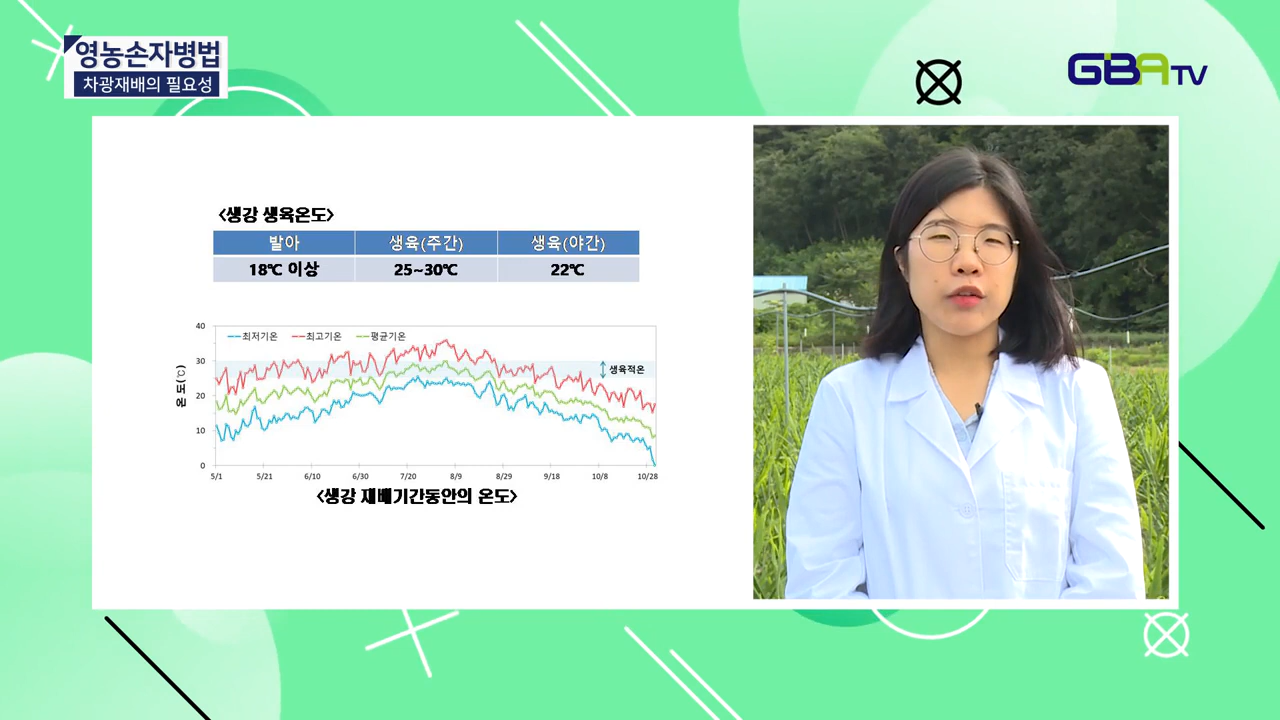 영농손자병법
차광재배의 필요성
GBATV
<생강 생육온도>
발아 생육(주간) 생육(야간)
18℃ 이상 25~30℃ 22℃
최저기온 최고기온 평균기온
생육적온
온 도(℃)
40
30
20
10
0
5/1 5/21 6/10 6/30 7/20 8/9 8/29 9/18 10/8 10/28
<생강 재배기간동안의 온도>